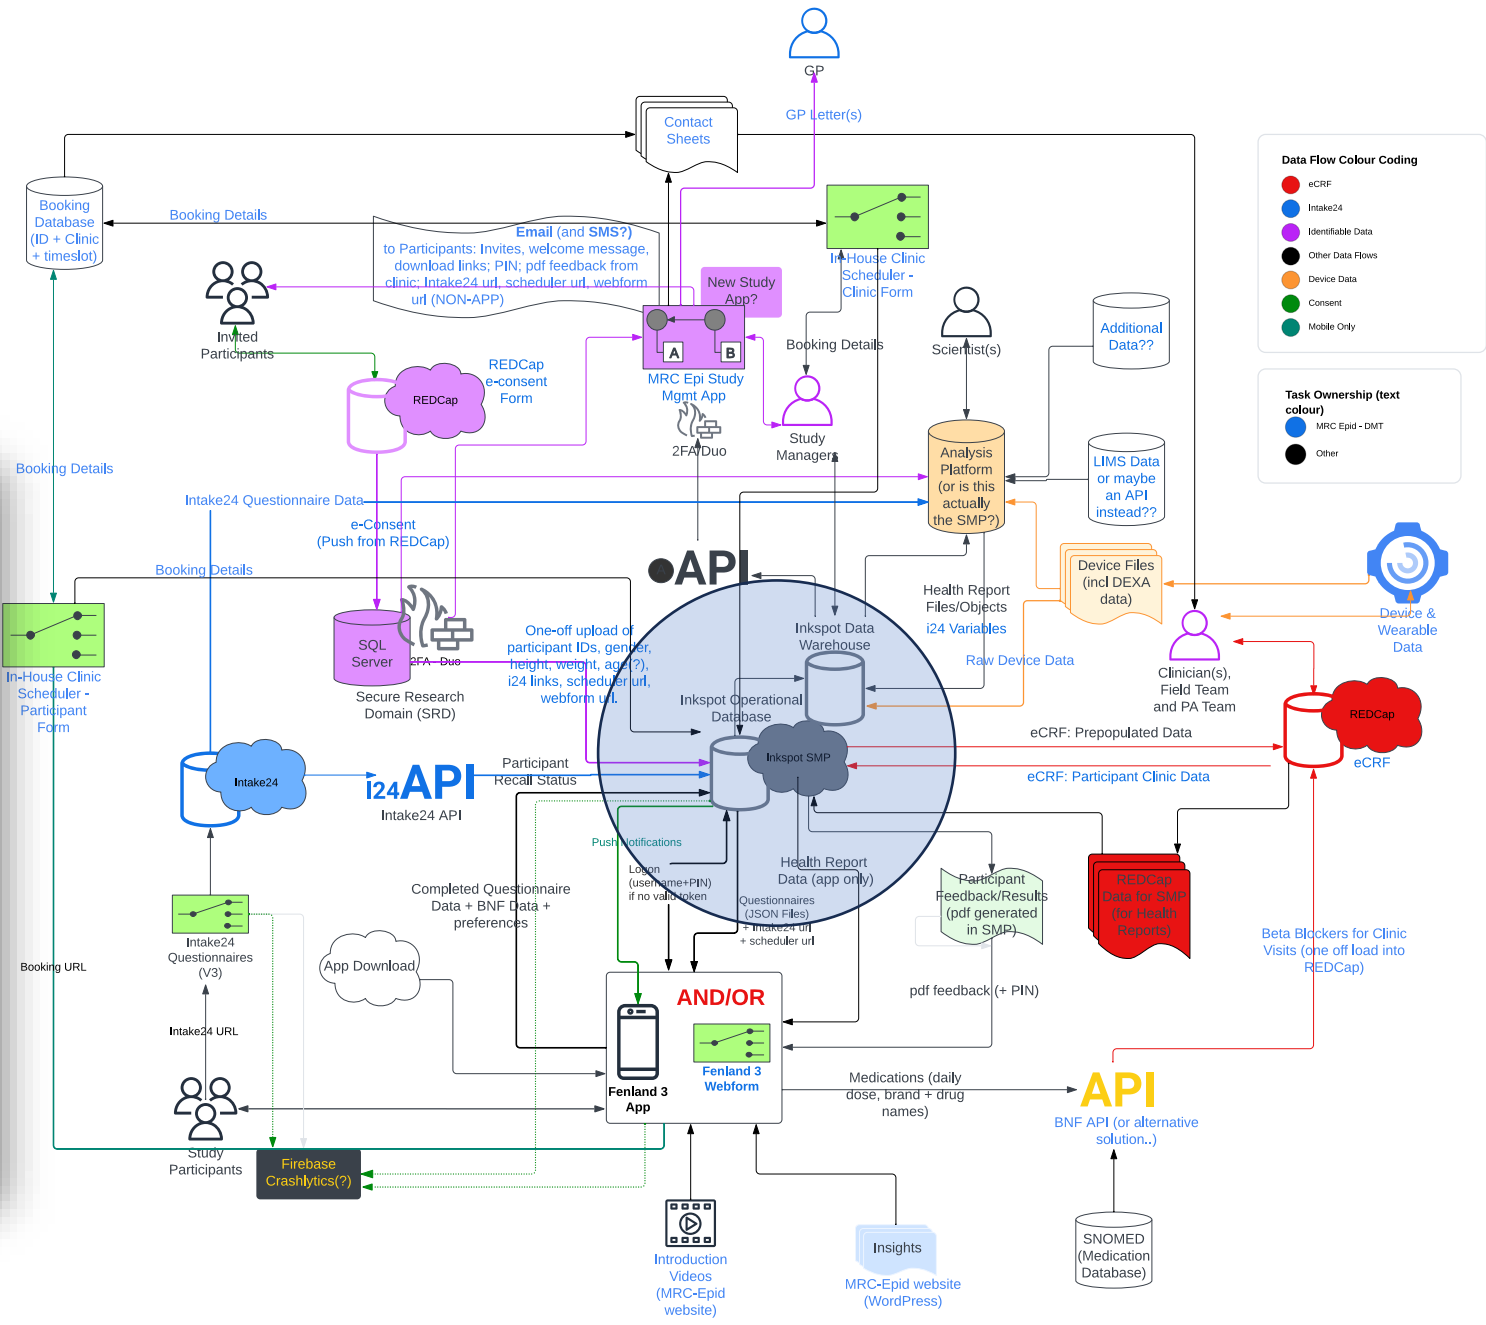 GP
GP Letter(s)
Contact
Sheets
Data Flow Colour Coding
eCRF
Intake24
Identifiable Data
Other Data Flows
Device Data
Consent
Mobile Only
Task Ownership (text
colour)
MRC Epid - DMT
Other
Booking
Database
(ID + Clinic
+ timeslot)
Booking Details
Email (and SMS?)
to Participants: Invites, welcome message,
download links; PIN; pdf feedback from
clinic; Intake24 url, scheduler url, webform
url (NON-APP)
In-House Clinic
Scheduler -
Clinic Form
New Study
App?
Invited
Participants
A
B
MRC Epi Study
Mgmt App
Booking Details
Scientist(s)
Additional
Data??
REDCap
e-consent
Form
REDCap
2FA/Duo
Study
Managers
Analysis
Platform
(or is this
actually
the SMP?)
LIMS Data
or maybe
an API
instead??
Booking Details
Intake24 Questionnaire Data
e-Consent
(Push from REDCap)
Booking Details
API
Device Files
(incl DEXA
data)
Health Report
Files/Objects
i24 Variables
Device &
Wearable
Data
SQL
Server
2FA - Duo
Secure Research
Domain (SRD)
One-off upload of
participant IDs, gender,
height, weight, age(?),
i24 links, scheduler url,
webform url.
Inkspot Data
Warehouse
Raw Device Data
Clinician(s),
Field Team
and PA Team
In-House Clinic
Scheduler -
Participant
Form
Inkspot Operational
Database
Inkspot SMP
eCRF: Prepopulated Data
eCRF: Participant Clinic Data
REDCap
eCRF
Intake24
I24API
Intake24 API
Participant
Recall Status
Push Notifications
Logon
(username+PIN)
if no valid token
Health Report
Data (app only)
Questionnaires
(JSON Files)
+ Intake24 url
+ scheduler url
Participant
Feedback/Results
(pdf generated
in SMP)
REDCap
Data for SMP
(for Health
Reports)
Completed Questionnaire
Data + BNF Data +
preferences
Intake24
Questionnaires
(V3)
Booking URL
App Download
Beta Blockers for Clinic
Visits (one off load into
REDCap)
pdf feedback (+ PIN)
AND/OR
Intake24 URL
Fenland 3
App
Fenland 3
Webform
Medications (daily
dose, brand + drug
names)
API
BNF API (or alternative
solution..)
Study
Participants
Firebase
Crashlytics(?)
Introduction
Videos
(MRC-Epid
website)
Insights
MRC-Epid website
(WordPress)
SNOMED
(Medication
Database)